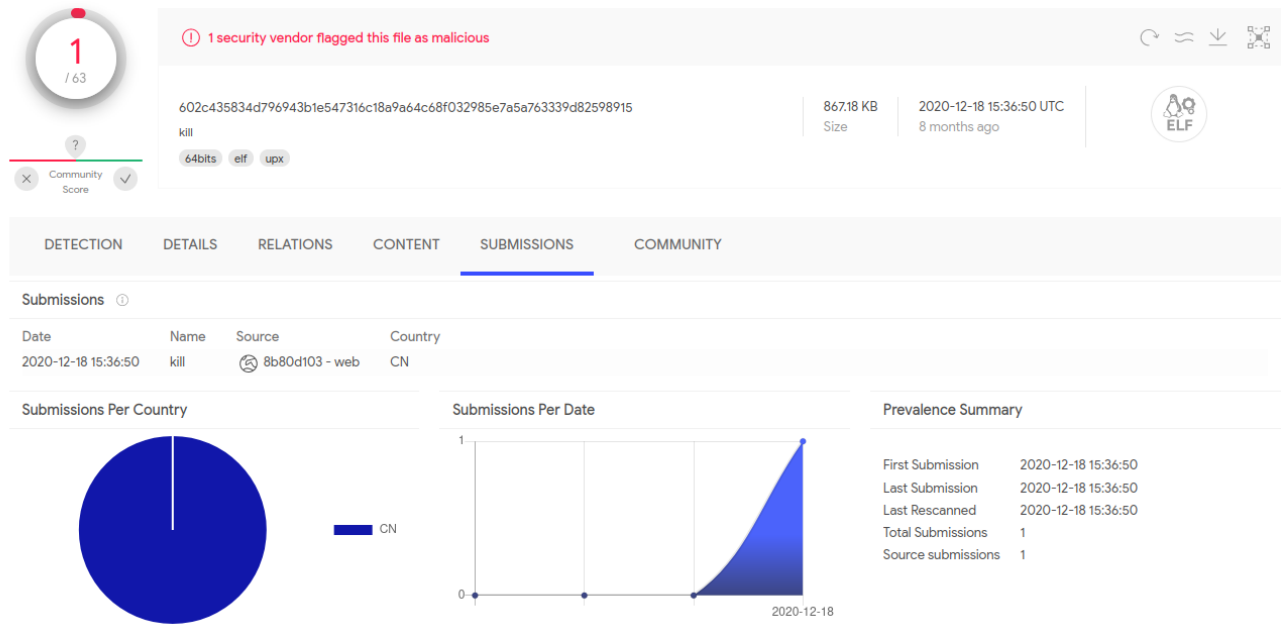 1
/ 63
?
Community
Score
1 security vendor flagged this file as malicious
602c435834d796943b1e547316c18a9a64c68f032985e7a5a763339d82598915
kill
64bits elf upx
867.18 KB
Size
2020-12-18 15:36:50 UTC
8 months ago
ELF
DETECTION DETAILS RELATIONS CONTENT SUBMISSIONS COMMUNITY
Submissions
Date Name Source Country
2020-12-18 15:36:50 kill 8b80d103 - web CN
Submissions Per Country
CN
Submissions Per Date
1
0
2020-12-18
Prevalence Summary
First Submission 2020-12-18 15:36:50
Last Submission 2020-12-18 15:36:50
Last Rescanned 2020-12-18 15:36:50
Total Submissions 1
Source submissions 1